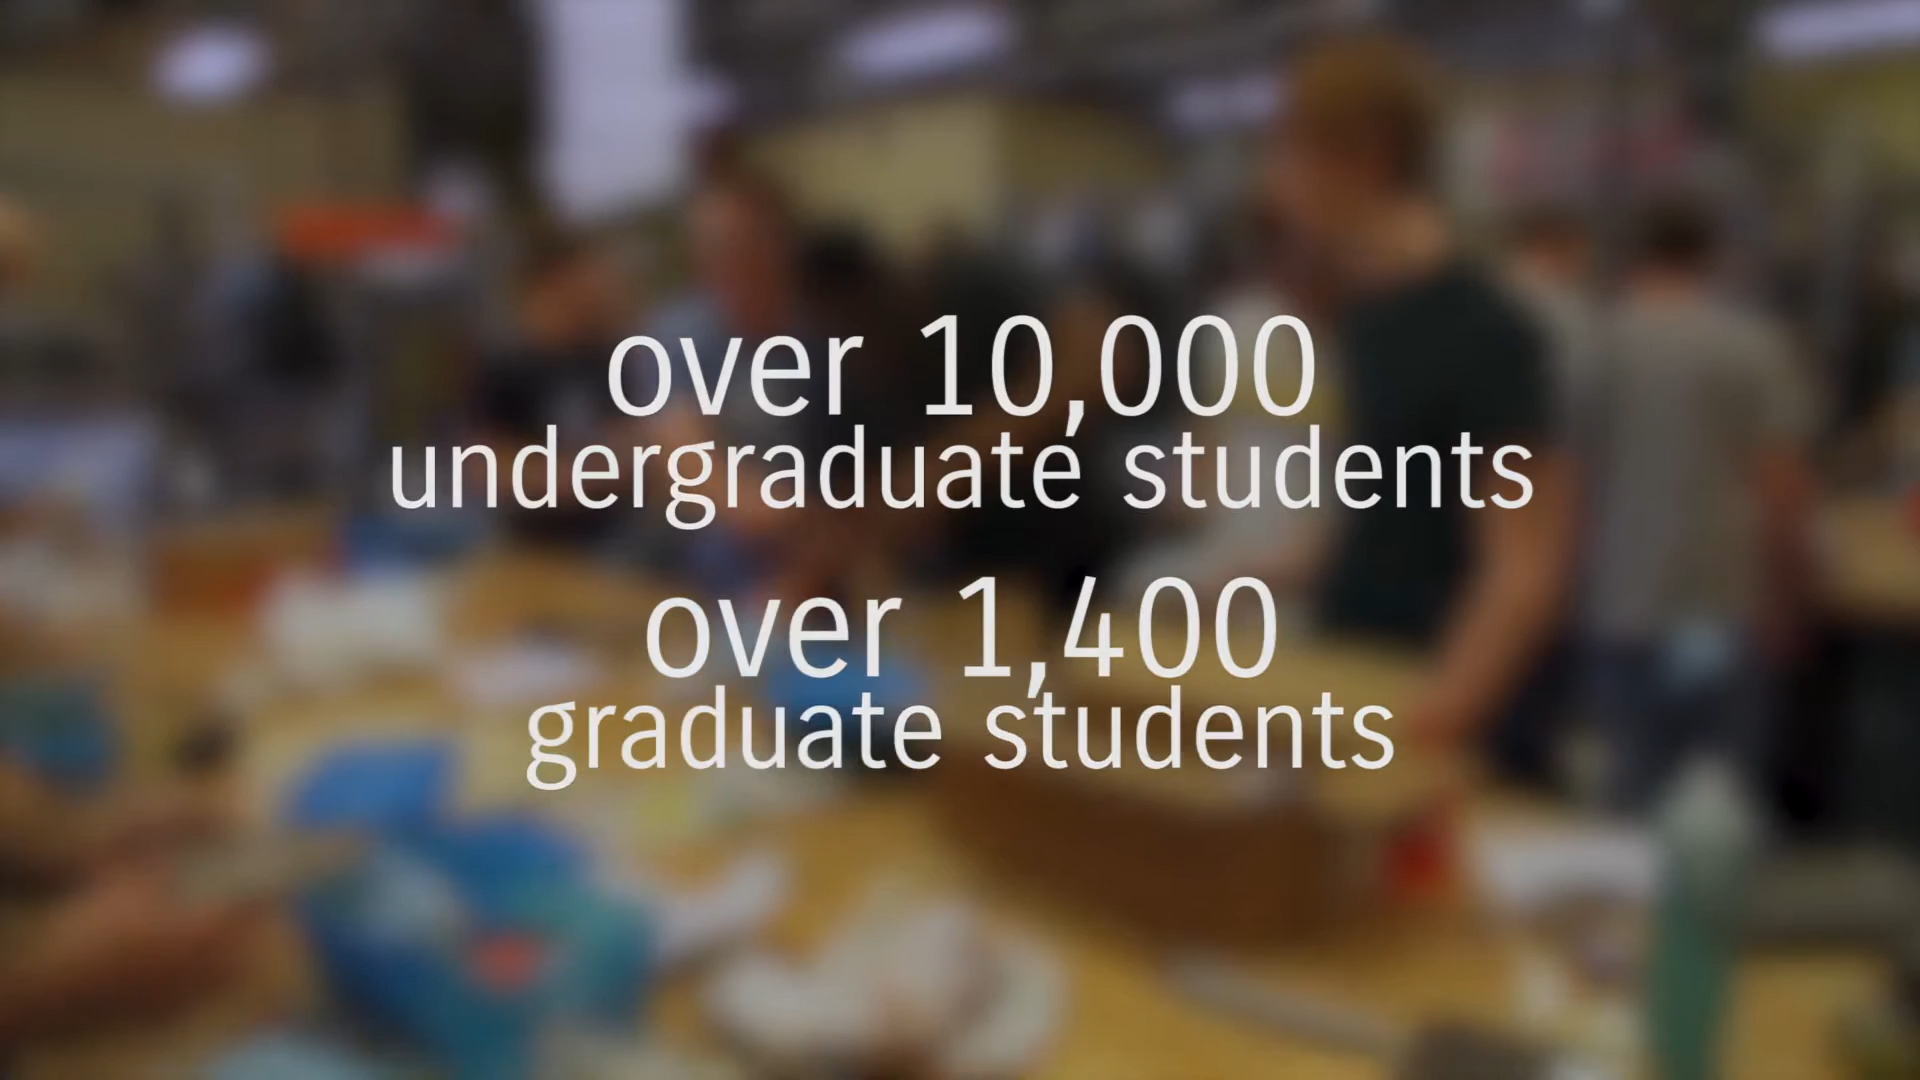 over 10,000
undergraduate students
over 1,400
graduate students